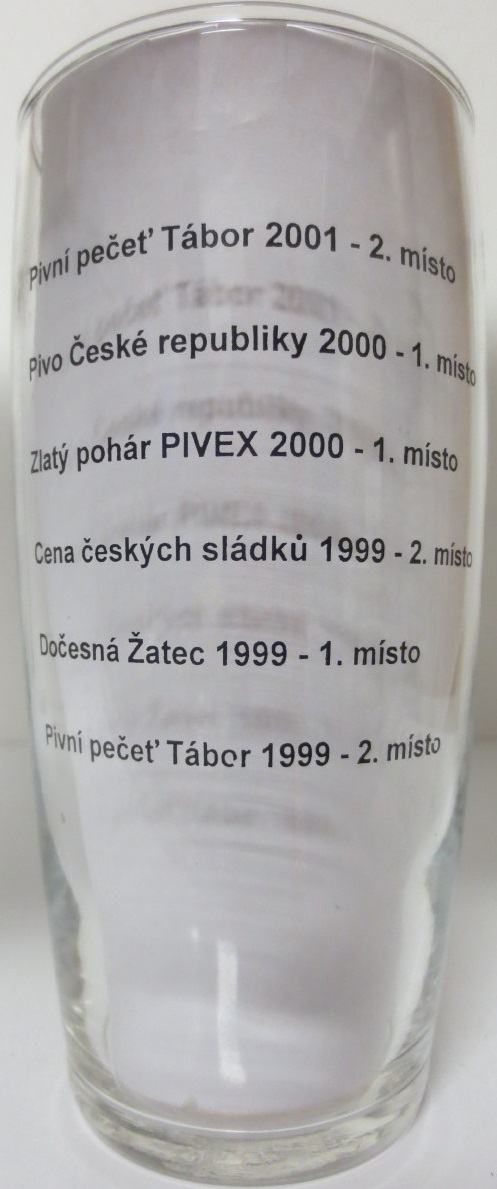 Pivní pečeť Tábor 2001 - 2. místo
Pivo České republiky 2000 - 1. místo
Zlatý pohár PIVEX 2000 - 1. místo
Cena českých sládků 1999 - 2. místo
Dočesná Žatec 1999 - 1. místo
Pivní pečeť Tábor 1999 - 2. místo